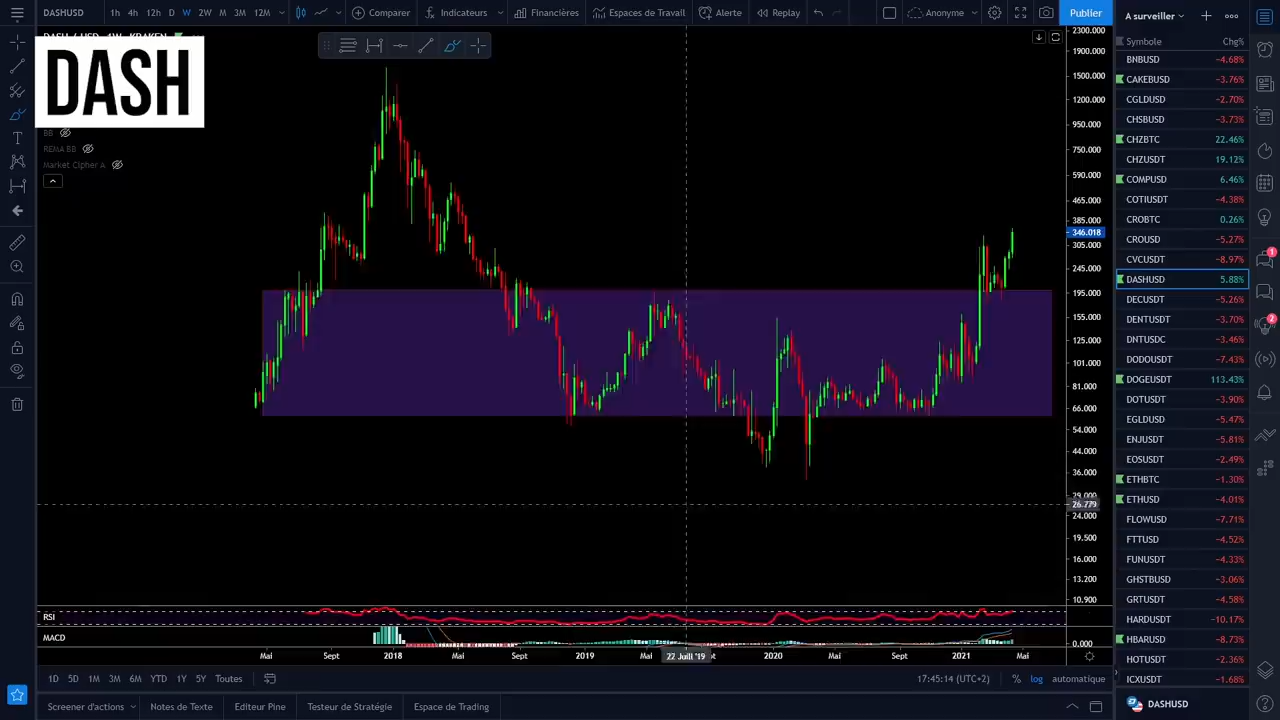 DASHUSD 1h 4h 12h D W 2W M 3M 12M Comparer Indicateurs Financières Espaces de Travail Alerte Replay Anonyme Publier
A surveiller
DASH
BB
REMA BB
Market Cipher A
2300.000
1900.000
1500.000
1200.000
950.000
750.000
590.000
465.000
385.000
346.018
305.000
245.000
195.000
155.000
125.000
101.000
81.000
66.000
54.000
44.000
36.000
29.000
26.779
24.000
19.500
16.000
13.200
10.900
RSI
MACD
0.000
Mai Sept 2018 Mai Sept 2019 Mai 22 Juill '19 2020 Mai Sept 2021 Mai
1D 5D 1M 3M 6M YTD 1Y 5Y Toutes 17:45:14 (UTC+2) % log automatique
Screener d'actions Notes de Texte Editeur Pine Testeur de Stratégie Espace de Trading
Symbole Chg%
BNBUSD −4.68%
CAKEBUSD −3.76%
CGLDUSD −2.70%
CHSBUSD −3.73%
CHZBTC 22.46%
CHZUSDT 19.12%
COMPUSD 6.46%
COTIUSDT −4.38%
CROBTC 0.26%
CROUSD −5.27%
CVCUSDT −8.97%
DASHUSD 5.88%
DECUSDT −5.26%
DENTUSDT −3.70%
DNTUSDC −3.46%
DODOUSDT −7.43%
DOGEUSDT 113.43%
DOTUSDT −3.90%
EGLDUSD −5.47%
ENJUSDT −5.81%
EOSUSDT −2.49%
ETHBTC −1.30%
ETHUSD −4.01%
FLOWUSD −7.71%
FTTUSD −4.52%
FUNUSDT −4.33%
GHSTBUSD −3.06%
GRTUSDT −4.58%
HARDUSDT −10.17%
HBARUSD −8.73%
HOTUSDT −2.36%
ICXUSDT −1.68%
DASHUSD
1
2